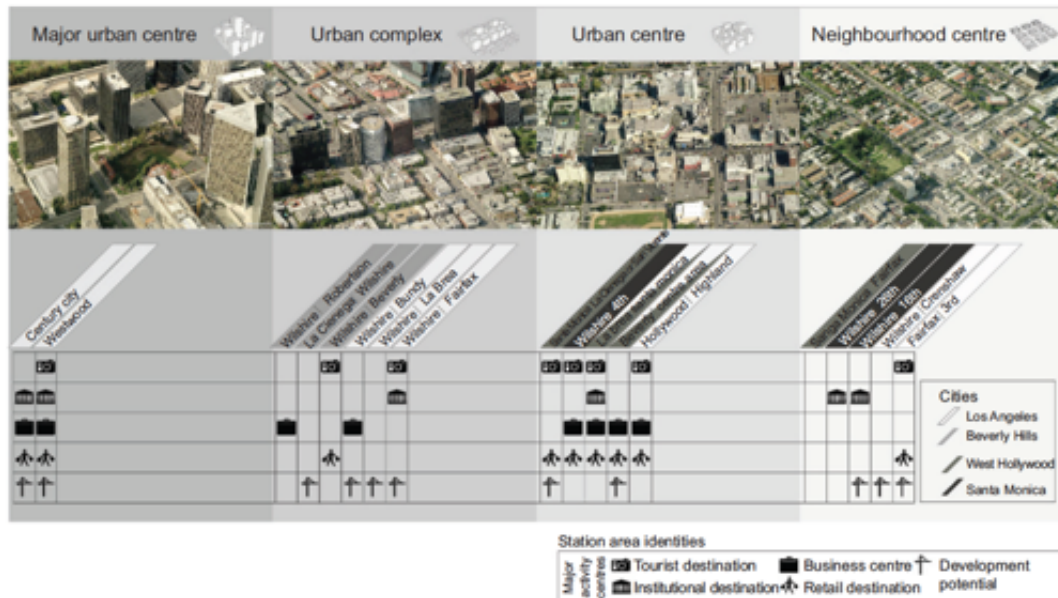 Major urban centre
Urban complex
Urban centre
Neighbourhood centre
Century city
Westwood
Wilshire Robertson
La Cienega Wilshire
Wilshire Beverly
Wilshire Bundy
Wilshire La Brea
Wilshire Fairfax
Wilshire 4th
Hollywood Highland
Fairfax
Wilshire 26th
Wilshire 16th
Wilshire Crenshaw
Fairfax 3rd
Cities
Los Angeles
Beverly Hills
West Hollywood
Santa Monica
Station area identities
Major activity centres
Tourist destination
Business centre
Development potential
Institutional destination
Retail destination